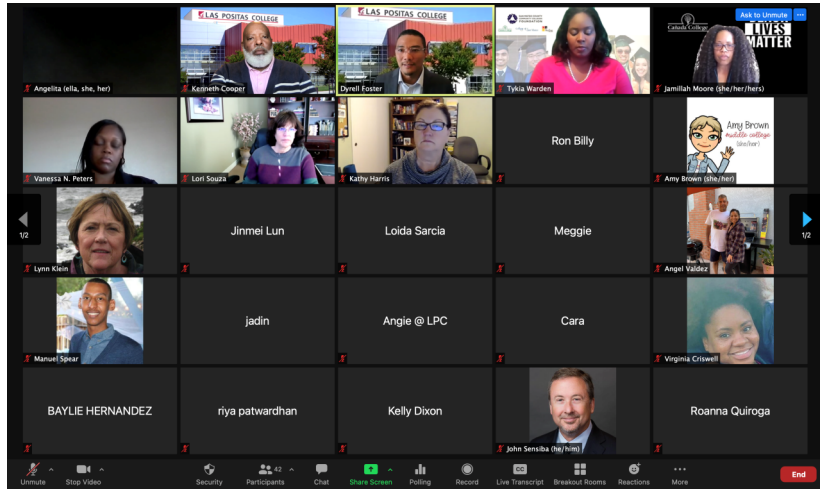 Angelita (ella, she, her)
LAS POSITAS COLLEGE
Kenneth Cooper
LAS POSITAS COLLEGE
Dyrell Foster
FOUNDATION
Tykia Warden
Cañada College
LIVES
MATTER
Ask to Unmute
Jamillah Moore (she/her/hers)
Vanessa N. Peters
Lori Souza
Kathy Harris
Ron Billy
Amy Brown
middle college
(she/her)
Amy Brown (she/her)
1/2
Lynn Klein
Jinmei Lun
Loida Sarcia
Meggie
Angel Valdez
1/2
Manuel Spear
jadin
Angie @ LPC
Cara
Virginia Criswell
BAYLIE HERNANDEZ
riya patwardhan
Kelly Dixon
John Sensiba (he/him)
Roanna Quiroga
Unmute
Stop Video
Security
Participants
42
Chat
Share Screen
Polling
Record
CC
Live Transcript
Breakout Rooms
Reactions
More
End